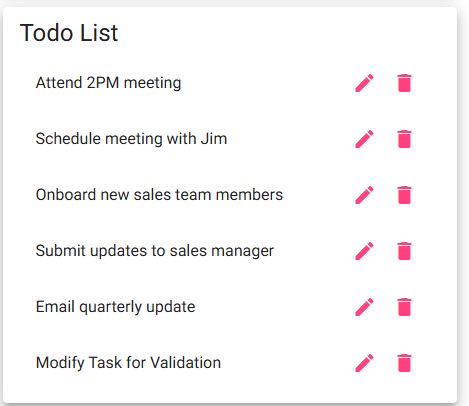 Todo List
Attend 2PM meeting
Schedule meeting with Jim
Onboard new sales team members
Submit updates to sales manager
Email quarterly update
Modify Task for Validation